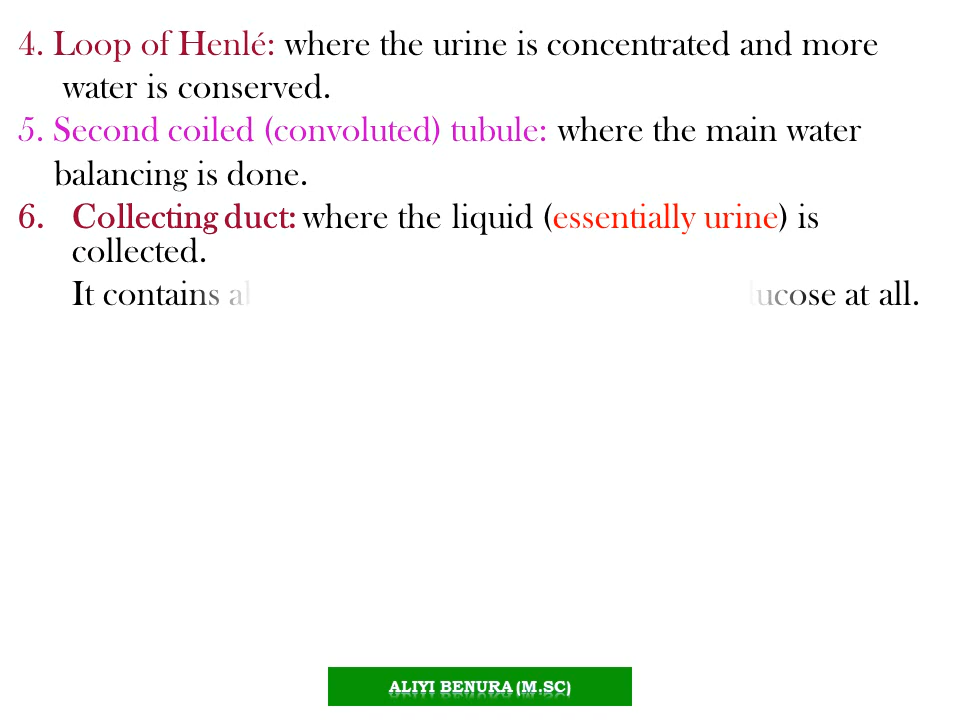 4. Loop of Henlé: where the urine is concentrated and more
water is conserved.
5. Second coiled (convoluted) tubule: where the main water
balancing is done.
6. Collecting duct: where the liquid (essentially urine) is
collected.
It contains at all.
ALIYI BENURA (M.SC)